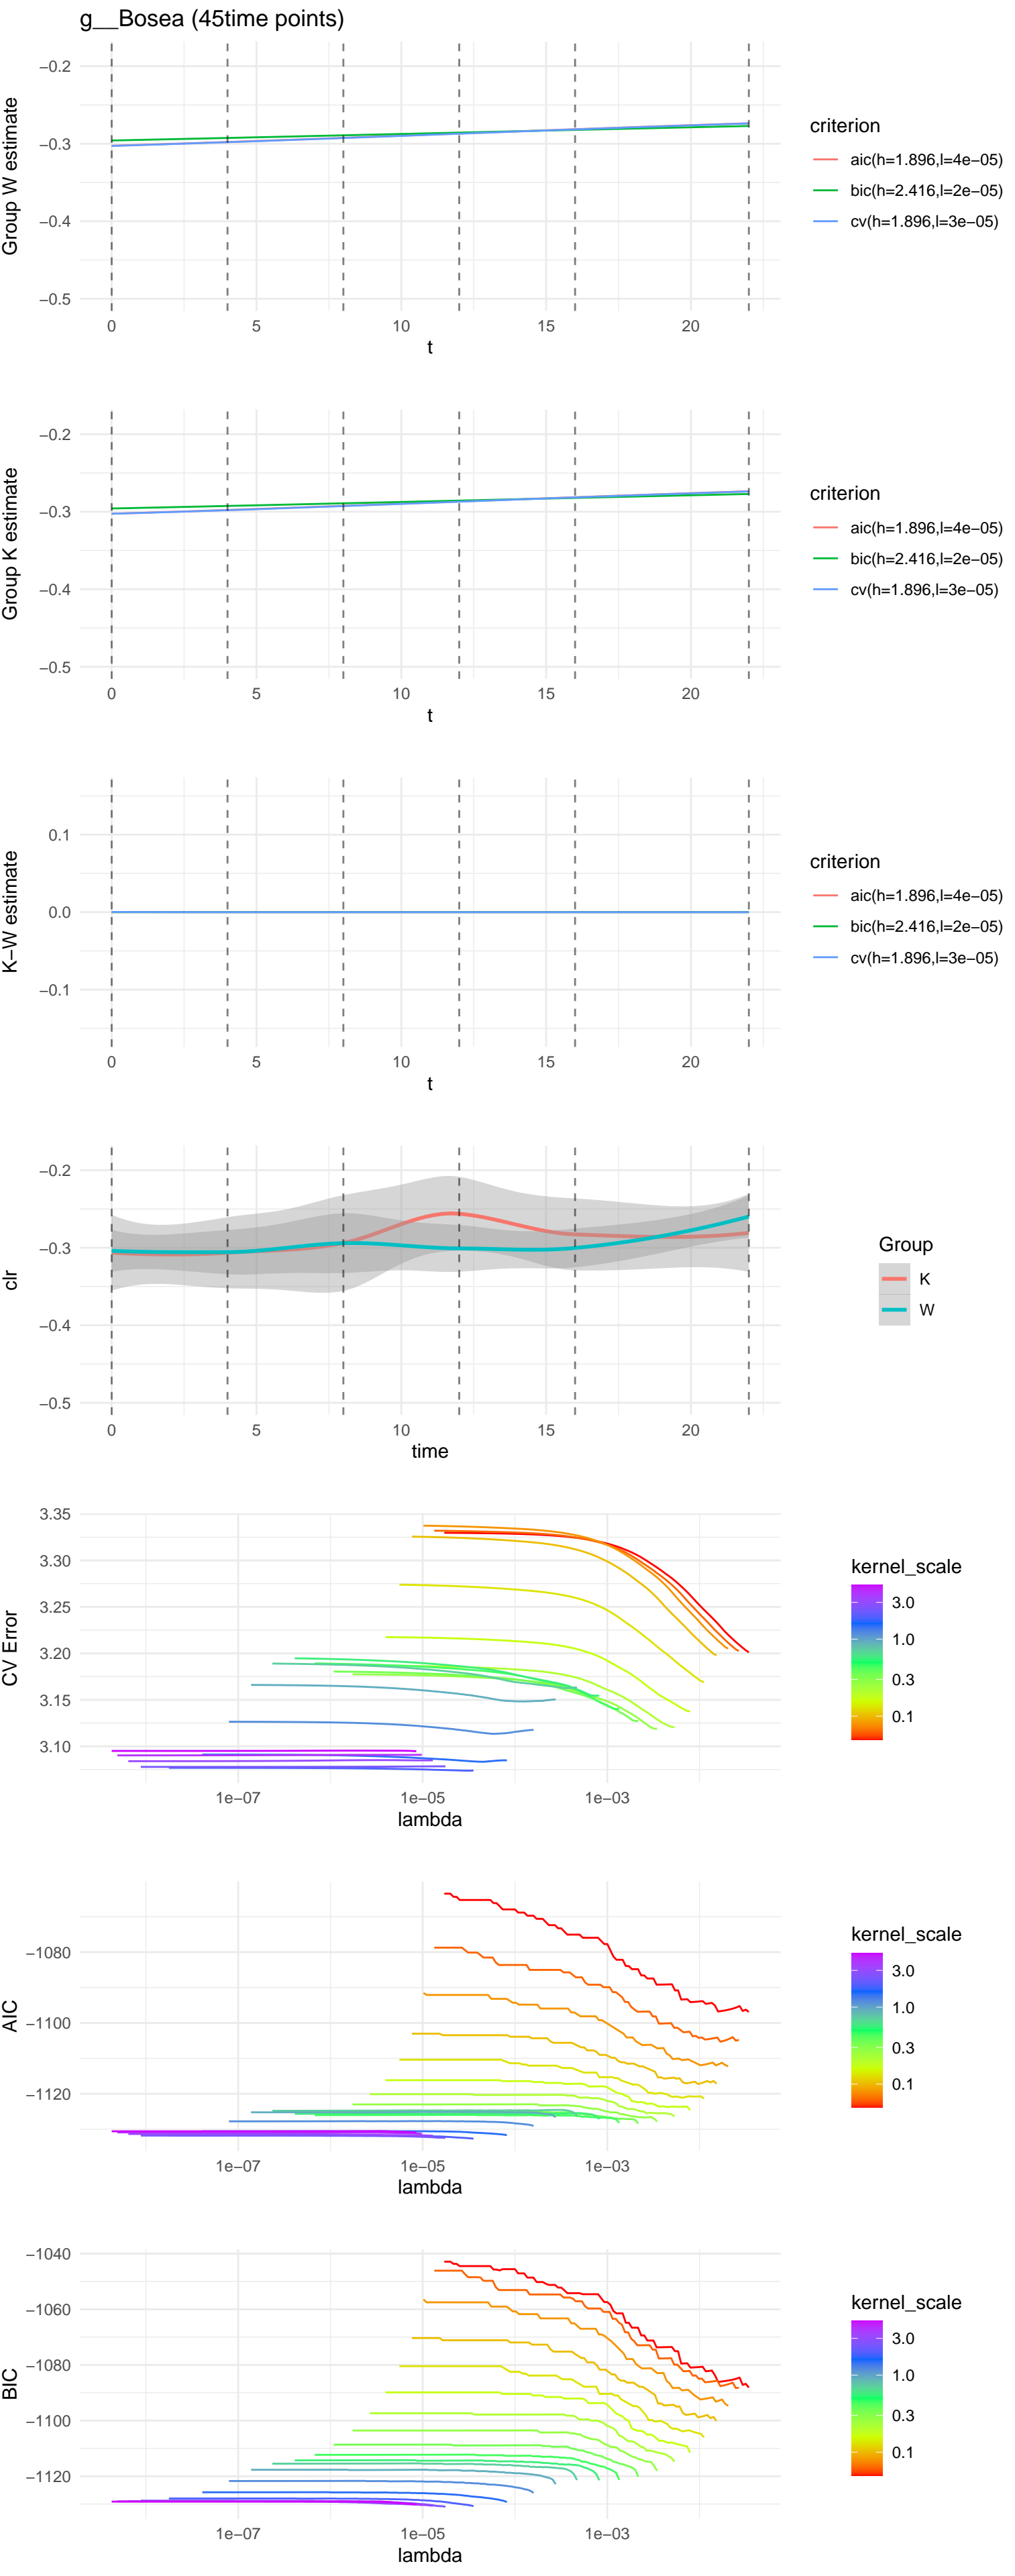 g__Bosea (45time points)
Group W estimate
−0.2
−0.3
−0.4
−0.5
0 5 10 15 20
t
criterion
aic(h=1.896,l=4e−05)
bic(h=2.416,l=2e−05)
cv(h=1.896,l=3e−05)
Group K estimate
−0.2
−0.3
−0.4
−0.5
0 5 10 15 20
t
criterion
aic(h=1.896,l=4e−05)
bic(h=2.416,l=2e−05)
cv(h=1.896,l=3e−05)
K−W estimate
0.1
0.0
−0.1
0 5 10 15 20
t
criterion
aic(h=1.896,l=4e−05)
bic(h=2.416,l=2e−05)
cv(h=1.896,l=3e−05)
clr
−0.2
−0.3
−0.4
−0.5
0 5 10 15 20
time
Group
K
W
CV Error
3.35
3.30
3.25
3.20
3.15
3.10
1e−07 1e−05 1e−03
lambda
kernel_scale
3.0
1.0
0.3
0.1
AIC
−1080
−1100
−1120
1e−07 1e−05 1e−03
lambda
kernel_scale
3.0
1.0
0.3
0.1
BIC
−1040
−1060
−1080
−1100
−1120
1e−07 1e−05 1e−03
lambda
kernel_scale
3.0
1.0
0.3
0.1